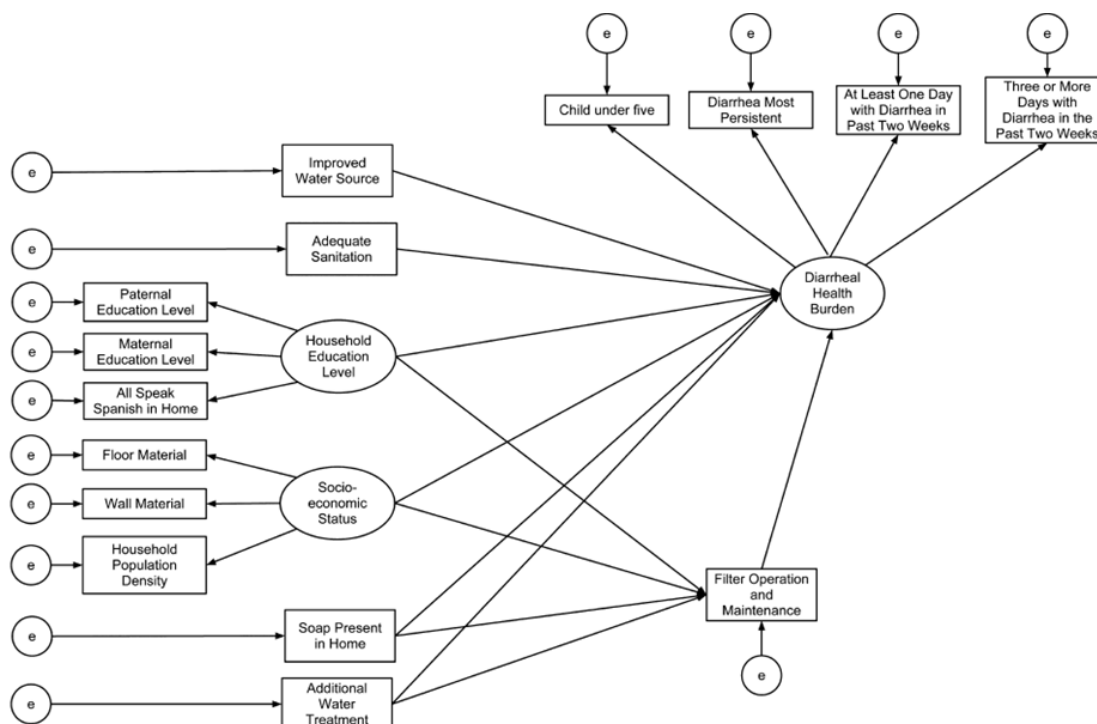 e
e
e
e
Child under five
Diarrhea Most
Persistent
At Least One Day
with Diarrhea in
Past Two Weeks
Three or More
Days with
Diarrhea in the
Past Two Weeks
e
Improved
Water Source
e
Adequate
Sanitation
Diarrheal
Health
Burden
e
Paternal
Education Level
e
Maternal
Education Level
Household
Education
Level
e
All Speak
Spanish in Home
e
Floor Material
e
Wall Material
Socio-
economic
Status
e
Household
Population
Density
Filter Operation
and
Maintenance
e
Soap Present
in Home
e
e
Additional
Water
Treatment